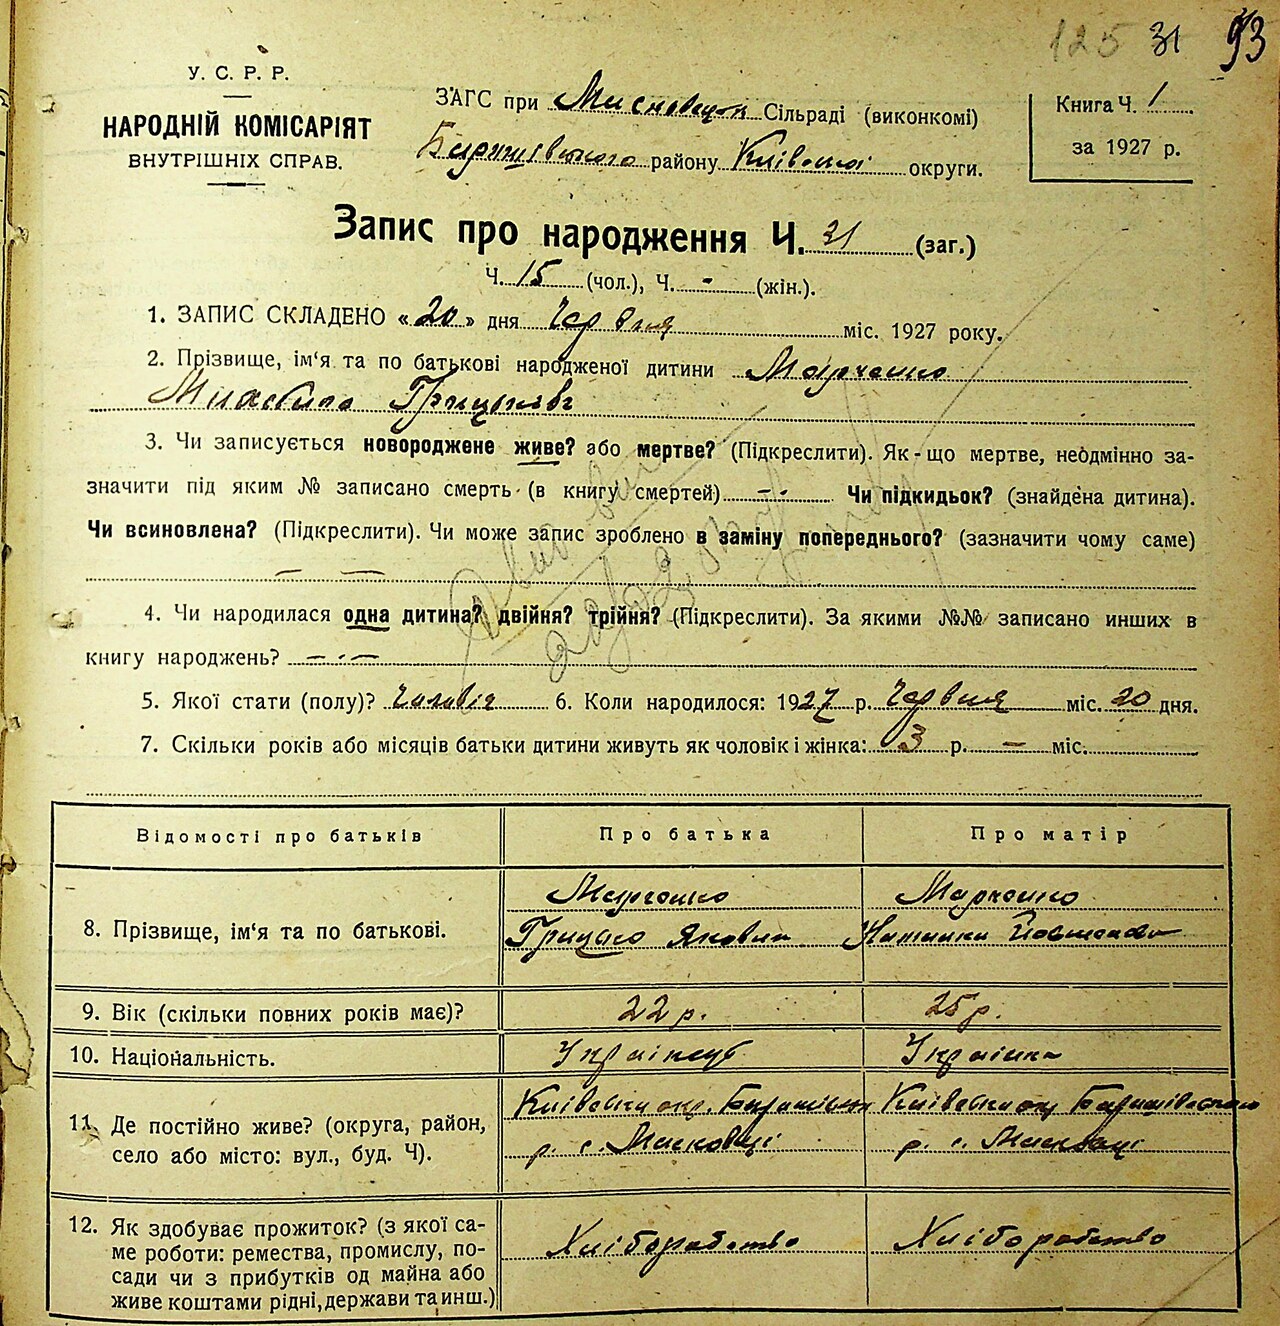 125 31 93
У. С. Р. Р.
НАРОДНІЙ КОМІСАРІЯТ
ВНУТРІШНІХ СПРАВ.
ЗАГС при Сільраді (виконкомі)
району Київської округи.
Книга Ч. 1
за 1927 р.
Запис про народження Ч. 31 (заг.)
Ч. 15 (чол.), Ч. - (жін.).
1. ЗАПИС СКЛАДЕНО «20» дня Червня міс. 1927 року.
2. Прізвище, ім‘я та по батькові народженої дитини Марченко
3. Чи записується новороджене живе? або мертве? (Підкреслити). Як-що мертве, неодмінно за-
значити під яким № записано смерть (в книгу смертей) — Чи підкидьок? (знайдена дитина).
Чи всиновлена? (Підкреслити). Чи може запис зроблено в заміну попереднього? (зазначити чому саме)
— —
4. Чи народилася одна дитина? двійня? трійня? (Підкреслити). За якими №№ записано инших в
книгу народжень? —·—
5. Якої стати (полу)? 6. Коли народилося: 1927 р. Червня міс. 20 дня.
7. Скільки років або місяців батьки дитини живуть як чоловік і жінка: 3 р. — міс.
Відомості про батьків Про батька Про матір
Марченко Марченко
8. Прізвище, ім‘я та по батькові. Грицько Якович
9. Вік (скільки повних років має)? 22 р. 25 р.
10. Національність. Українець Українка
11. Де постійно живе? (округа, район,
село або місто: вул., буд. Ч). р. с. р. с.
12. Як здобуває прожиток? (з якої са-
ме роботи: ремества, промислу, по- Хліборобство Хліборобство
сади чи з прибутків од майна або
живе коштами рідні, держави та инш.)